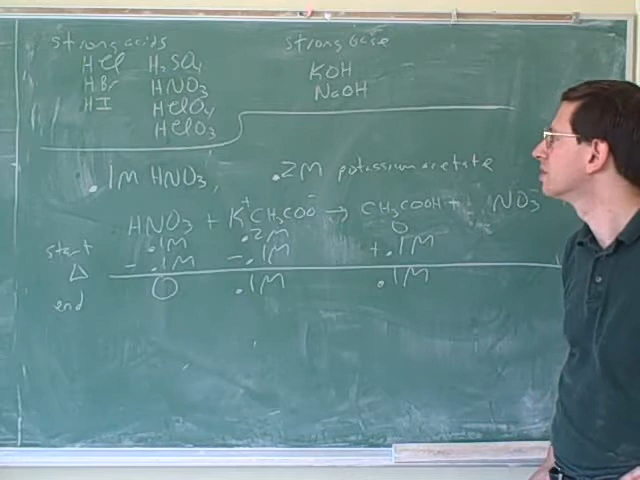 strong acids
HCl H₂SO₄
HBr HNO₃
HI HClO₄
HClO₃
strong base
KOH
NaOH
.1M HNO₃, .2M potassium acetate
HNO₃ + K⁺CH₃COO⁻ → CH₃COOH + NO₃⁻
start .1M .2M 0
Δ -.1M -.1M +.1M
end 0 .1M .1M